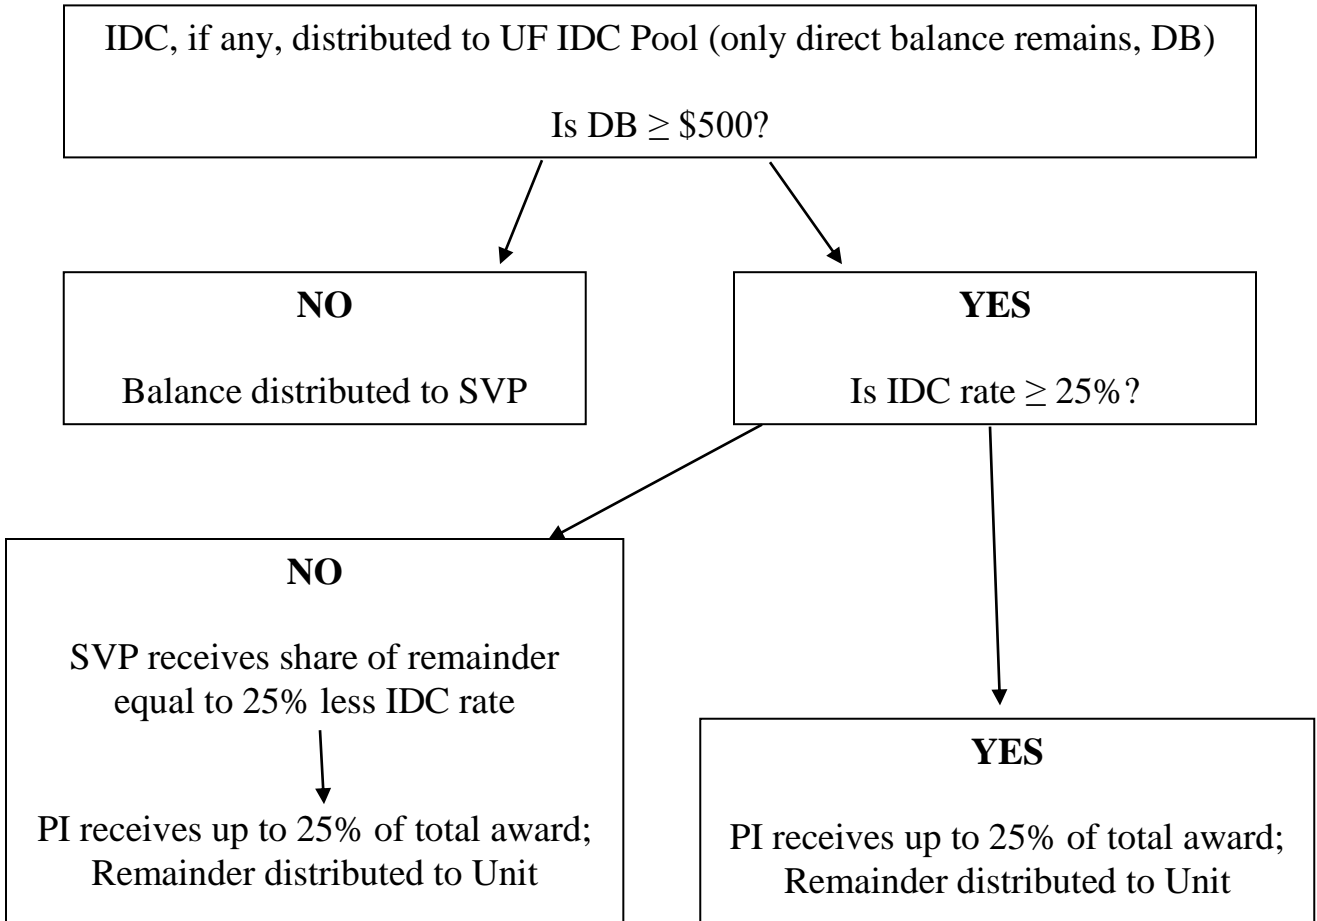 IDC, if any, distributed to UF IDC Pool (only direct balance remains, DB)
Is DB ≥ $500?
NO
Balance distributed to SVP
YES
Is IDC rate ≥ 25%?
NO
SVP receives share of remainder
equal to 25% less IDC rate
PI receives up to 25% of total award;
Remainder distributed to Unit
YES
PI receives up to 25% of total award;
Remainder distributed to Unit